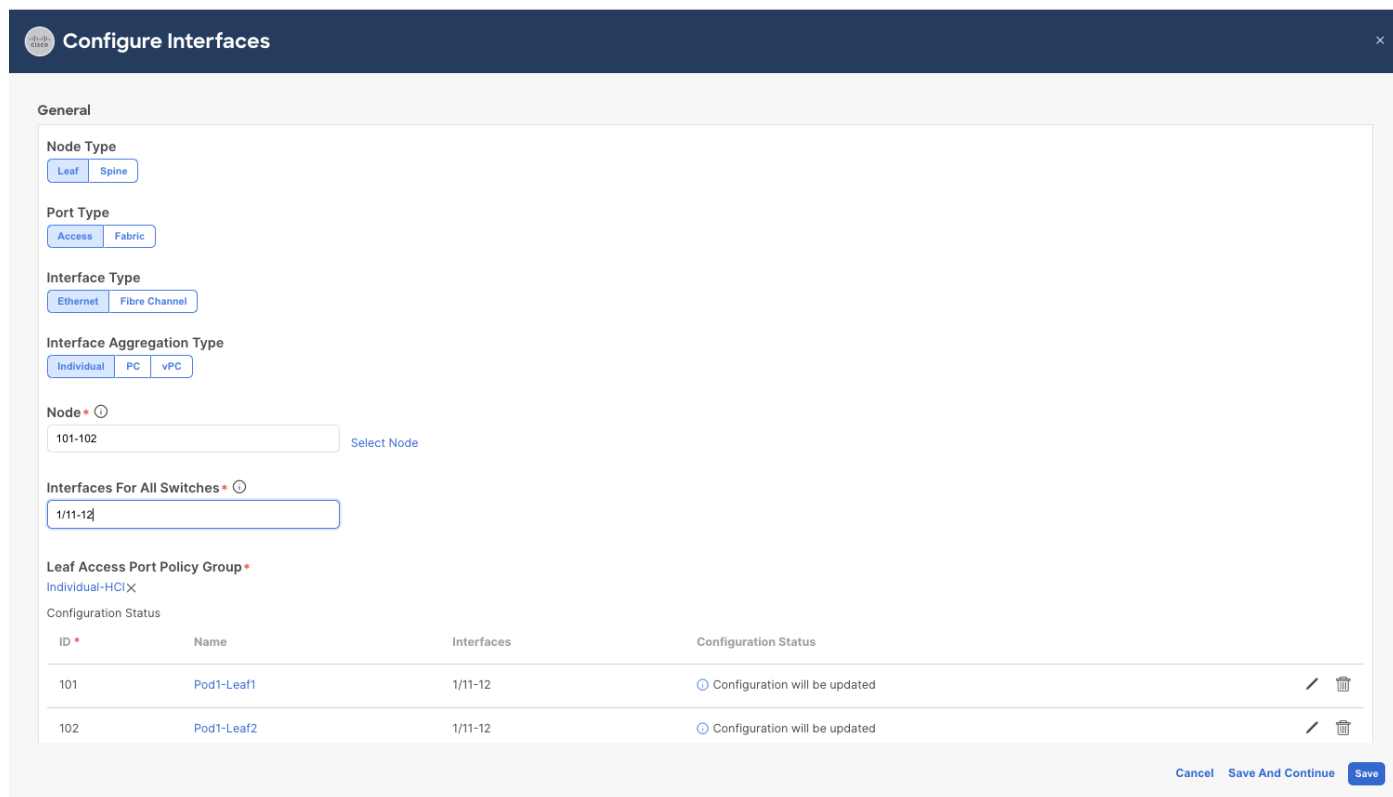 CISCO
Configure Interfaces
General
Node Type
Leaf Spine
Port Type
Access Fabric
Interface Type
Ethernet Fibre Channel
Interface Aggregation Type
Individual PC vPC
Node*
101-102 Select Node
Interfaces For All Switches*
1/11-12
Leaf Access Port Policy Group*
Individual-HCI
Configuration Status
ID * Name Interfaces Configuration Status
101 Pod1-Leaf1 1/11-12 Configuration will be updated
102 Pod1-Leaf2 1/11-12 Configuration will be updated
Cancel Save And Continue Save